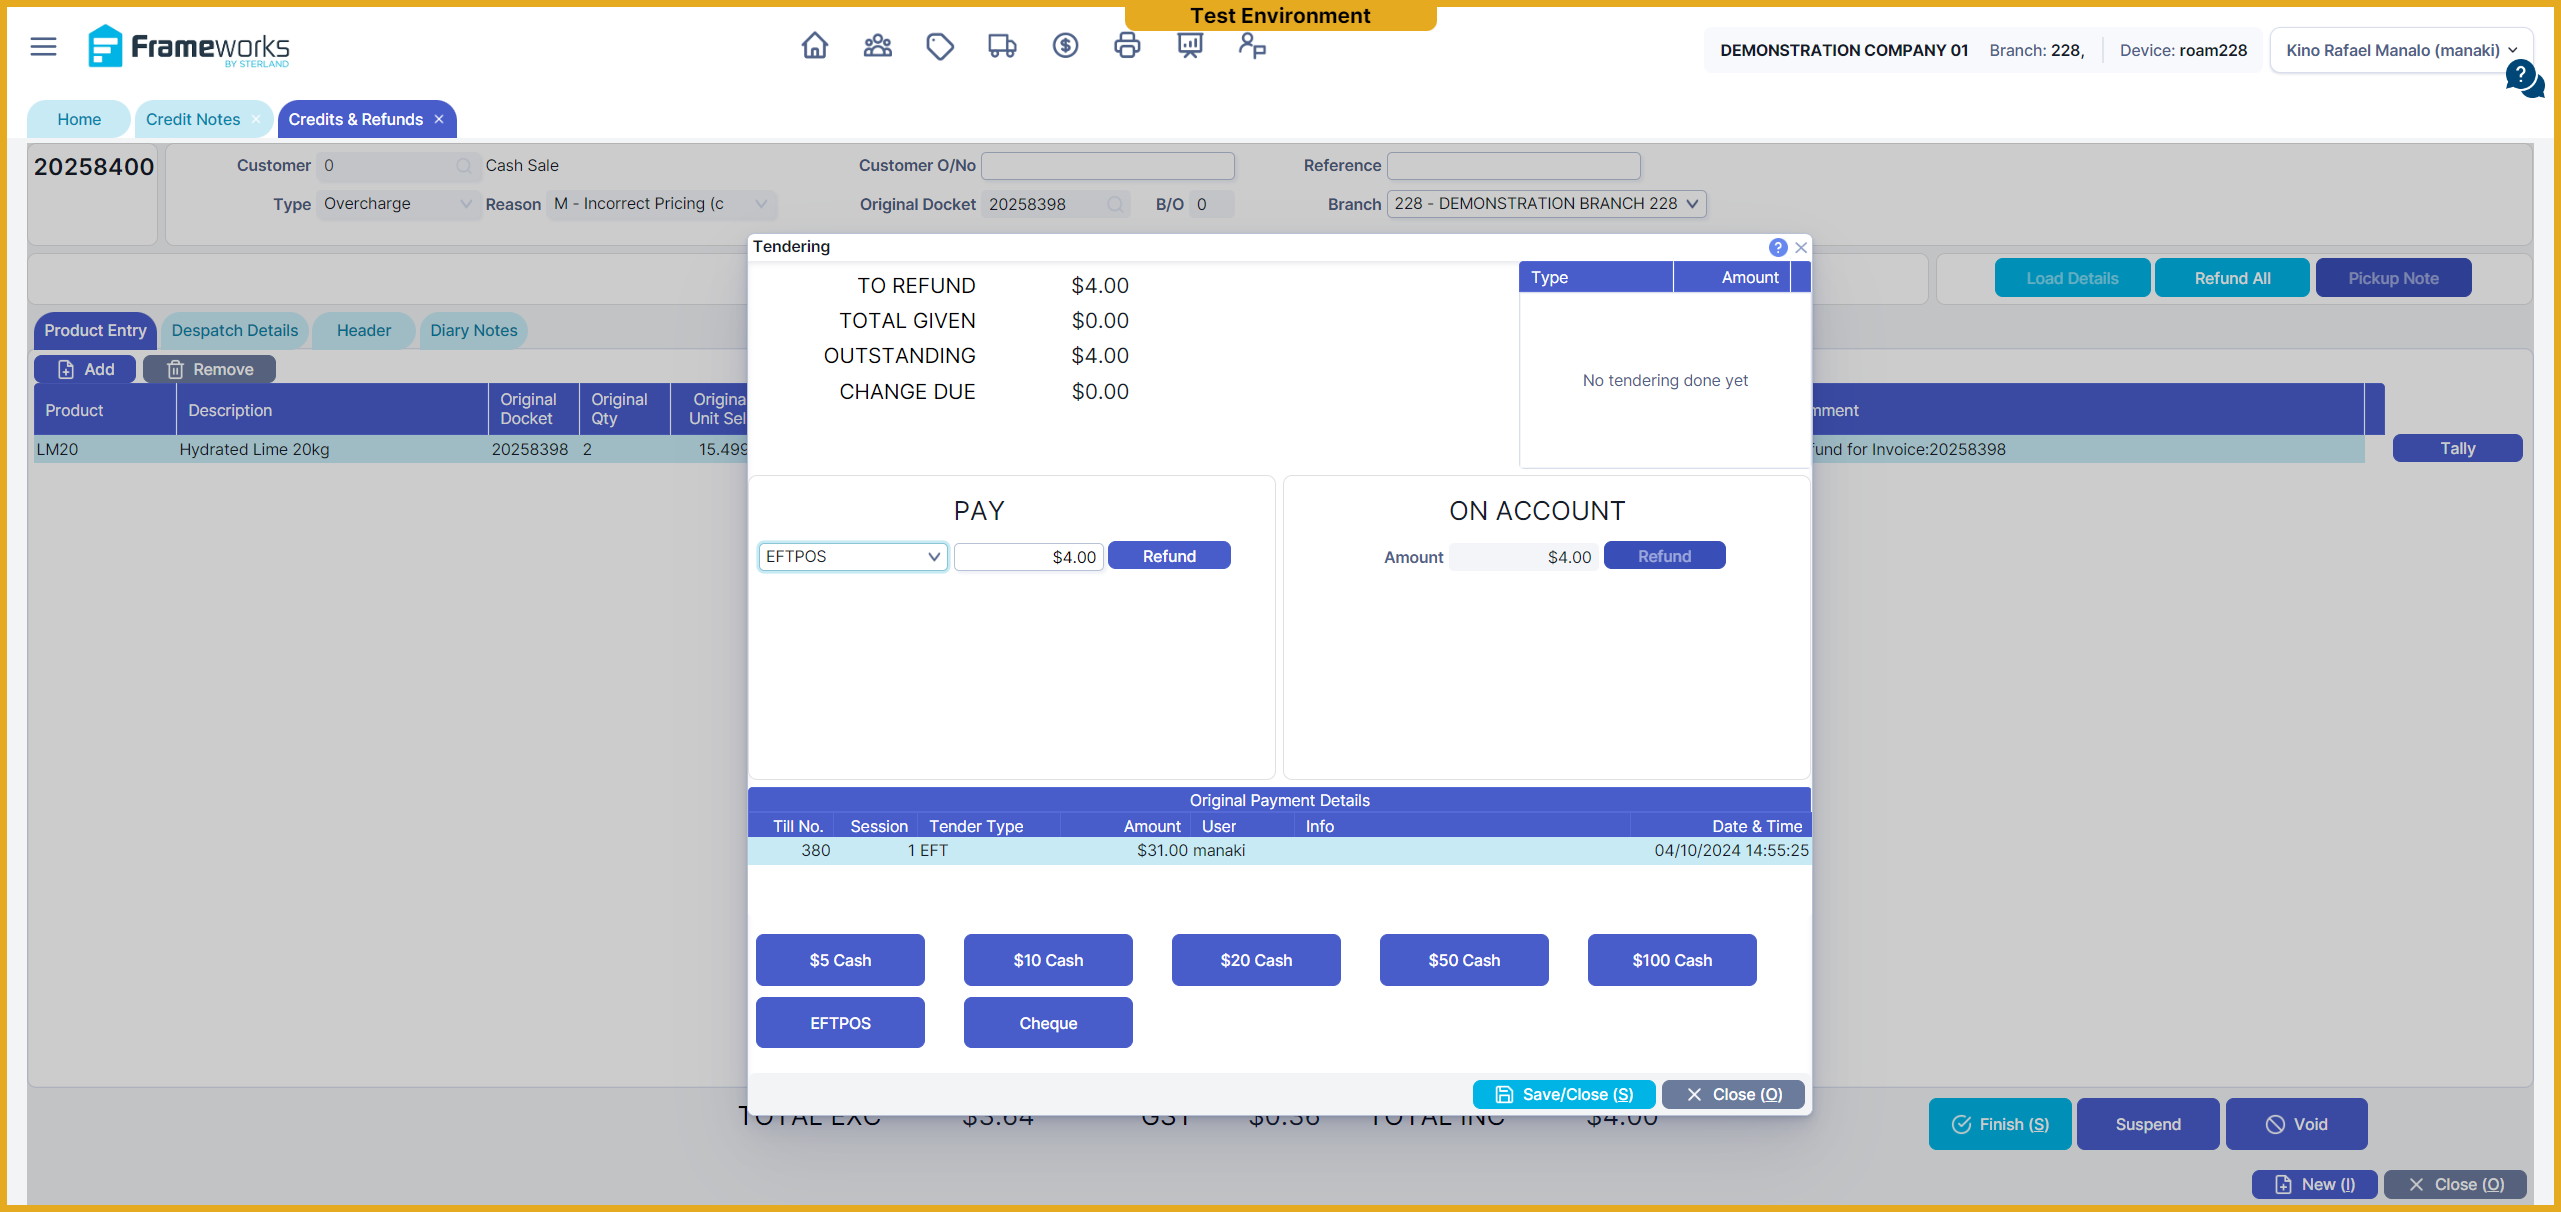 Test Environment
Frameworks
BY STERLAND
DEMONSTRATION COMPANY 01 Branch: 228, Device: roam228 Kino Rafael Manalo (manaki)
Home Credit Notes Credits & Refunds
20258400
Customer 0 Cash Sale Customer O/No Reference
Type Overcharge Reason M - Incorrect Pricing (c Original Docket 20258398 B/O 0 Branch 228 - DEMONSTRATION BRANCH 228
Load Details Refund All Pickup Note
Product Entry Despatch Details Header Diary Notes
Add Remove
Product Description Original Docket Original Qty Origina Unit Sel mment
LM20 Hydrated Lime 20kg 20258398 2 15.499 und for Invoice:20258398 Tally
Tendering
TO REFUND $4.00
TOTAL GIVEN $0.00
OUTSTANDING $4.00
CHANGE DUE $0.00
Type Amount
No tendering done yet
PAY
EFTPOS $4.00 Refund
ON ACCOUNT
Amount $4.00 Refund
Original Payment Details
Till No. Session Tender Type Amount User Info Date & Time
380 1 EFT $31.00 manaki 04/10/2024 14:55:25
$5 Cash $10 Cash $20 Cash $50 Cash $100 Cash
EFTPOS Cheque
Save/Close (S) Close (O)
TOTAL EXC $3.64 GST $0.36 TOTAL INC $4.00
Finish (S) Suspend Void
New (I) Close (O)